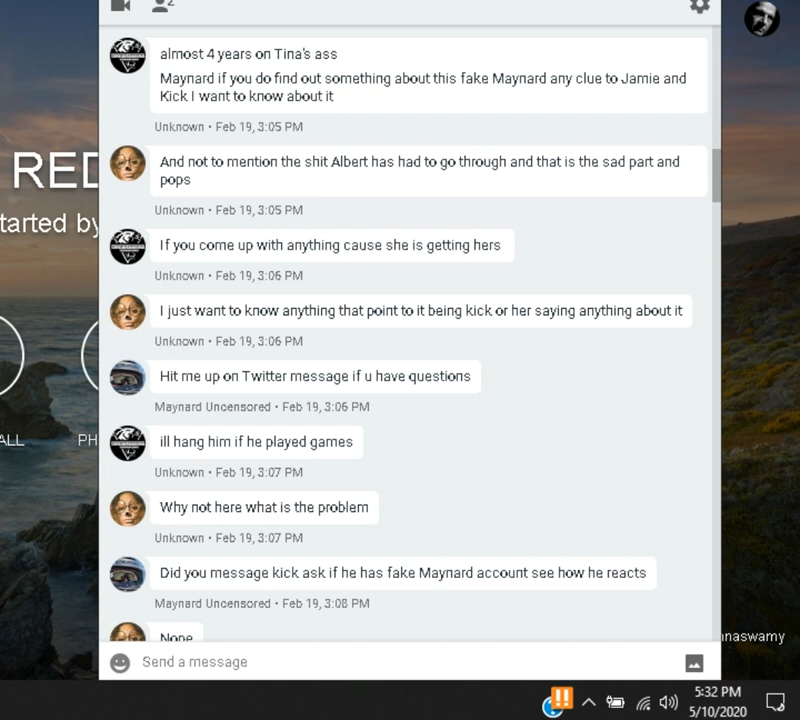 2
almost 4 years on Tina's ass
Maynard if you do find out something about this fake Maynard any clue to Jamie and
Kick I want to know about it
Unknown • Feb 19, 3:05 PM
And not to mention the shit Albert has had to go through and that is the sad part and
pops
Unknown • Feb 19, 3:05 PM
If you come up with anything cause she is getting hers
Unknown • Feb 19, 3:06 PM
I just want to know anything that point to it being kick or her saying anything about it
Unknown • Feb 19, 3:06 PM
Hit me up on Twitter message if u have questions
Maynard Uncensored • Feb 19, 3:06 PM
ill hang him if he played games
Unknown • Feb 19, 3:07 PM
Why not here what is the problem
Unknown • Feb 19, 3:07 PM
Did you message kick ask if he has fake Maynard account see how he reacts
Maynard Uncensored • Feb 19, 3:08 PM
Nope
Send a message
RED
tarted by
ALL
PH
naswamy
5:32 PM
5/10/2020